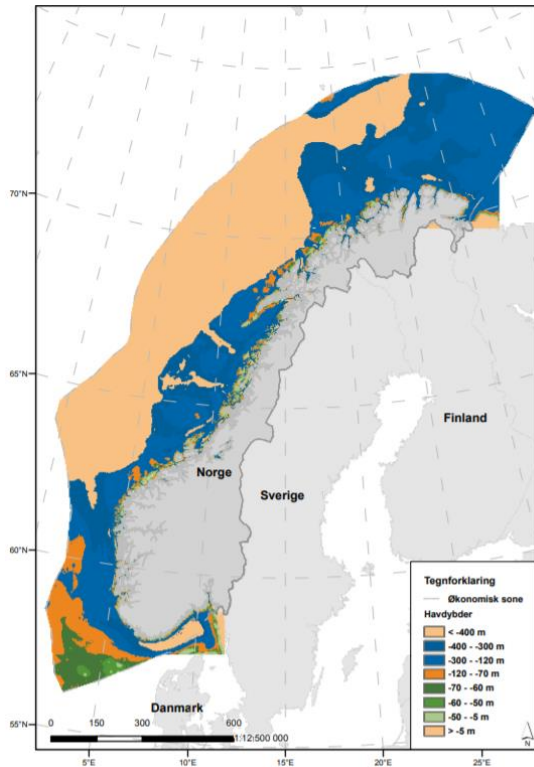 70°N
65°N
60°N
55°N
Finland
Norge
Sverige
Danmark
Tegnforklaring
Økonomisk sone
Havdybder
< -400 m
-400 - -300 m
-300 - -120 m
-120 - -70 m
-70 - -60 m
-60 - -50 m
-50 - -5 m
> -5 m
0 150 300 600
1:12 500 000
5°E 10°E 15°E 20°E 25°E
N